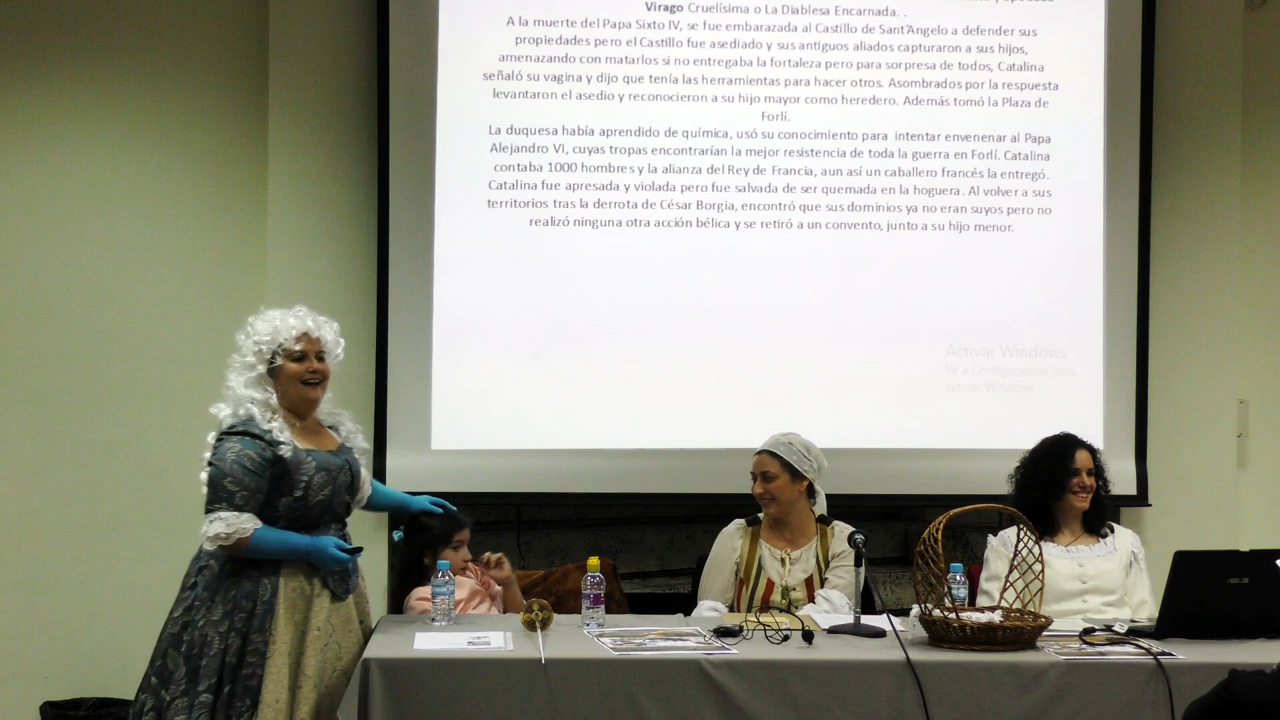 Virago Cruelísima o La Diablesa Encarnada. .
A la muerte del Papa Sixto IV, se fue embarazada al Castillo de Sant'Angelo a defender sus
propiedades pero el Castillo fue asediado y sus antiguos aliados capturaron a sus hijos,
amenazando con matarlos si no entregaba la fortaleza pero para sorpresa de todos, Catalina
señaló su vagina y dijo que tenía las herramientas para hacer otros. Asombrados por la respuesta
levantaron el asedio y reconocieron a su hijo mayor como heredero. Además tomó la Plaza de
Forlí.
La duquesa había aprendido de química, usó su conocimiento para intentar envenenar al Papa
Alejandro VI, cuyas tropas encontrarían la mejor resistencia de toda la guerra en Forlí. Catalina
contaba 1000 hombres y la alianza del Rey de Francia, aun así un caballero francés la entregó.
Catalina fue apresada y violada pero fue salvada de ser quemada en la hoguera. Al volver a sus
territorios tras la derrota de César Borgia, encontró que sus dominios ya no eran suyos pero no
realizó ninguna otra acción bélica y se retiró a un convento, junto a su hijo menor.
Activar Windows
Ve a Configuración para
activar Windows.
ASUS